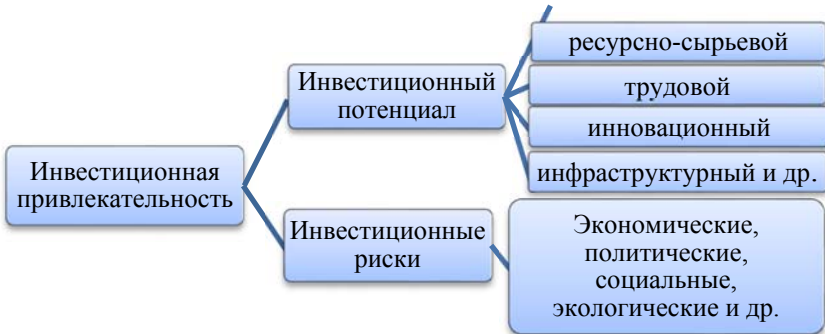 Инвестиционная
привлекательность
Инвестиционный
потенциал
ресурсно-сырьевой
трудовой
инновационный
инфраструктурный и др.
Инвестиционные
риски
Экономические,
политические,
социальные,
экологические и др.